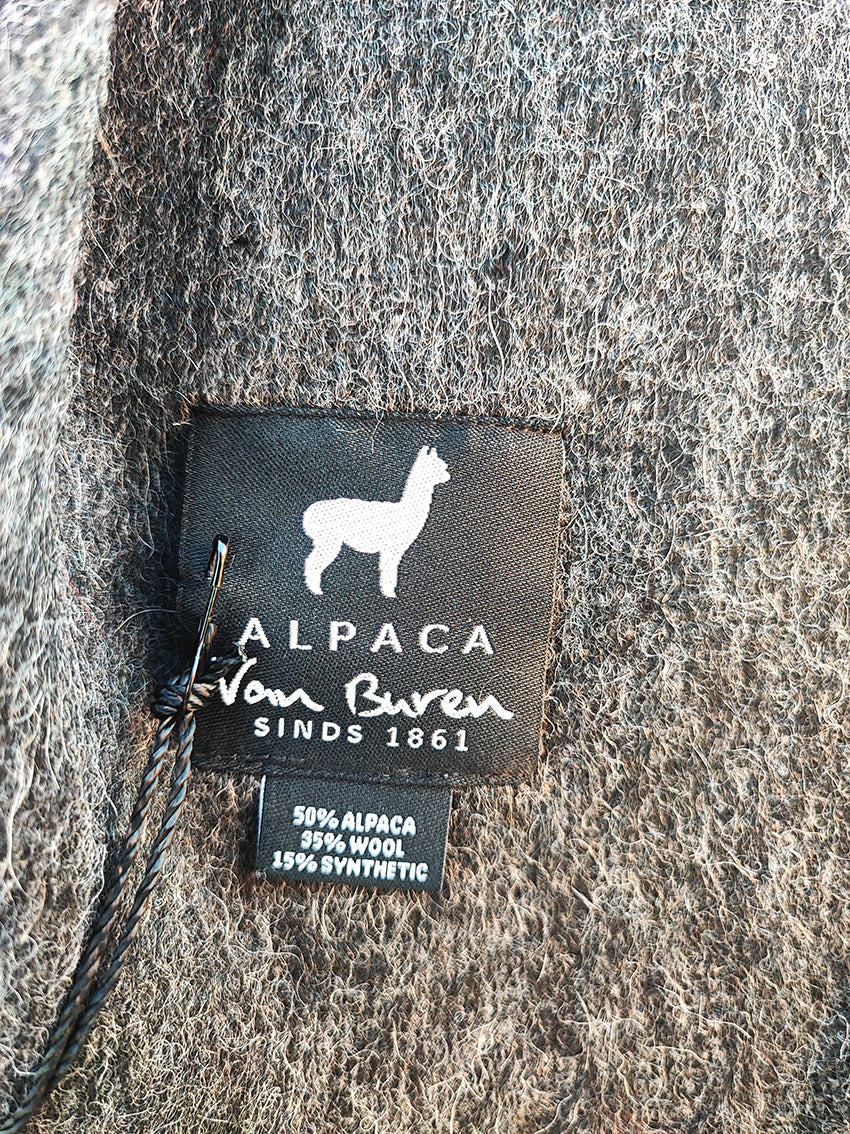 ALPACA
Van Buren
SINDS 1861
50% ALPACA
35% WOOL
15% SYNTHETIC